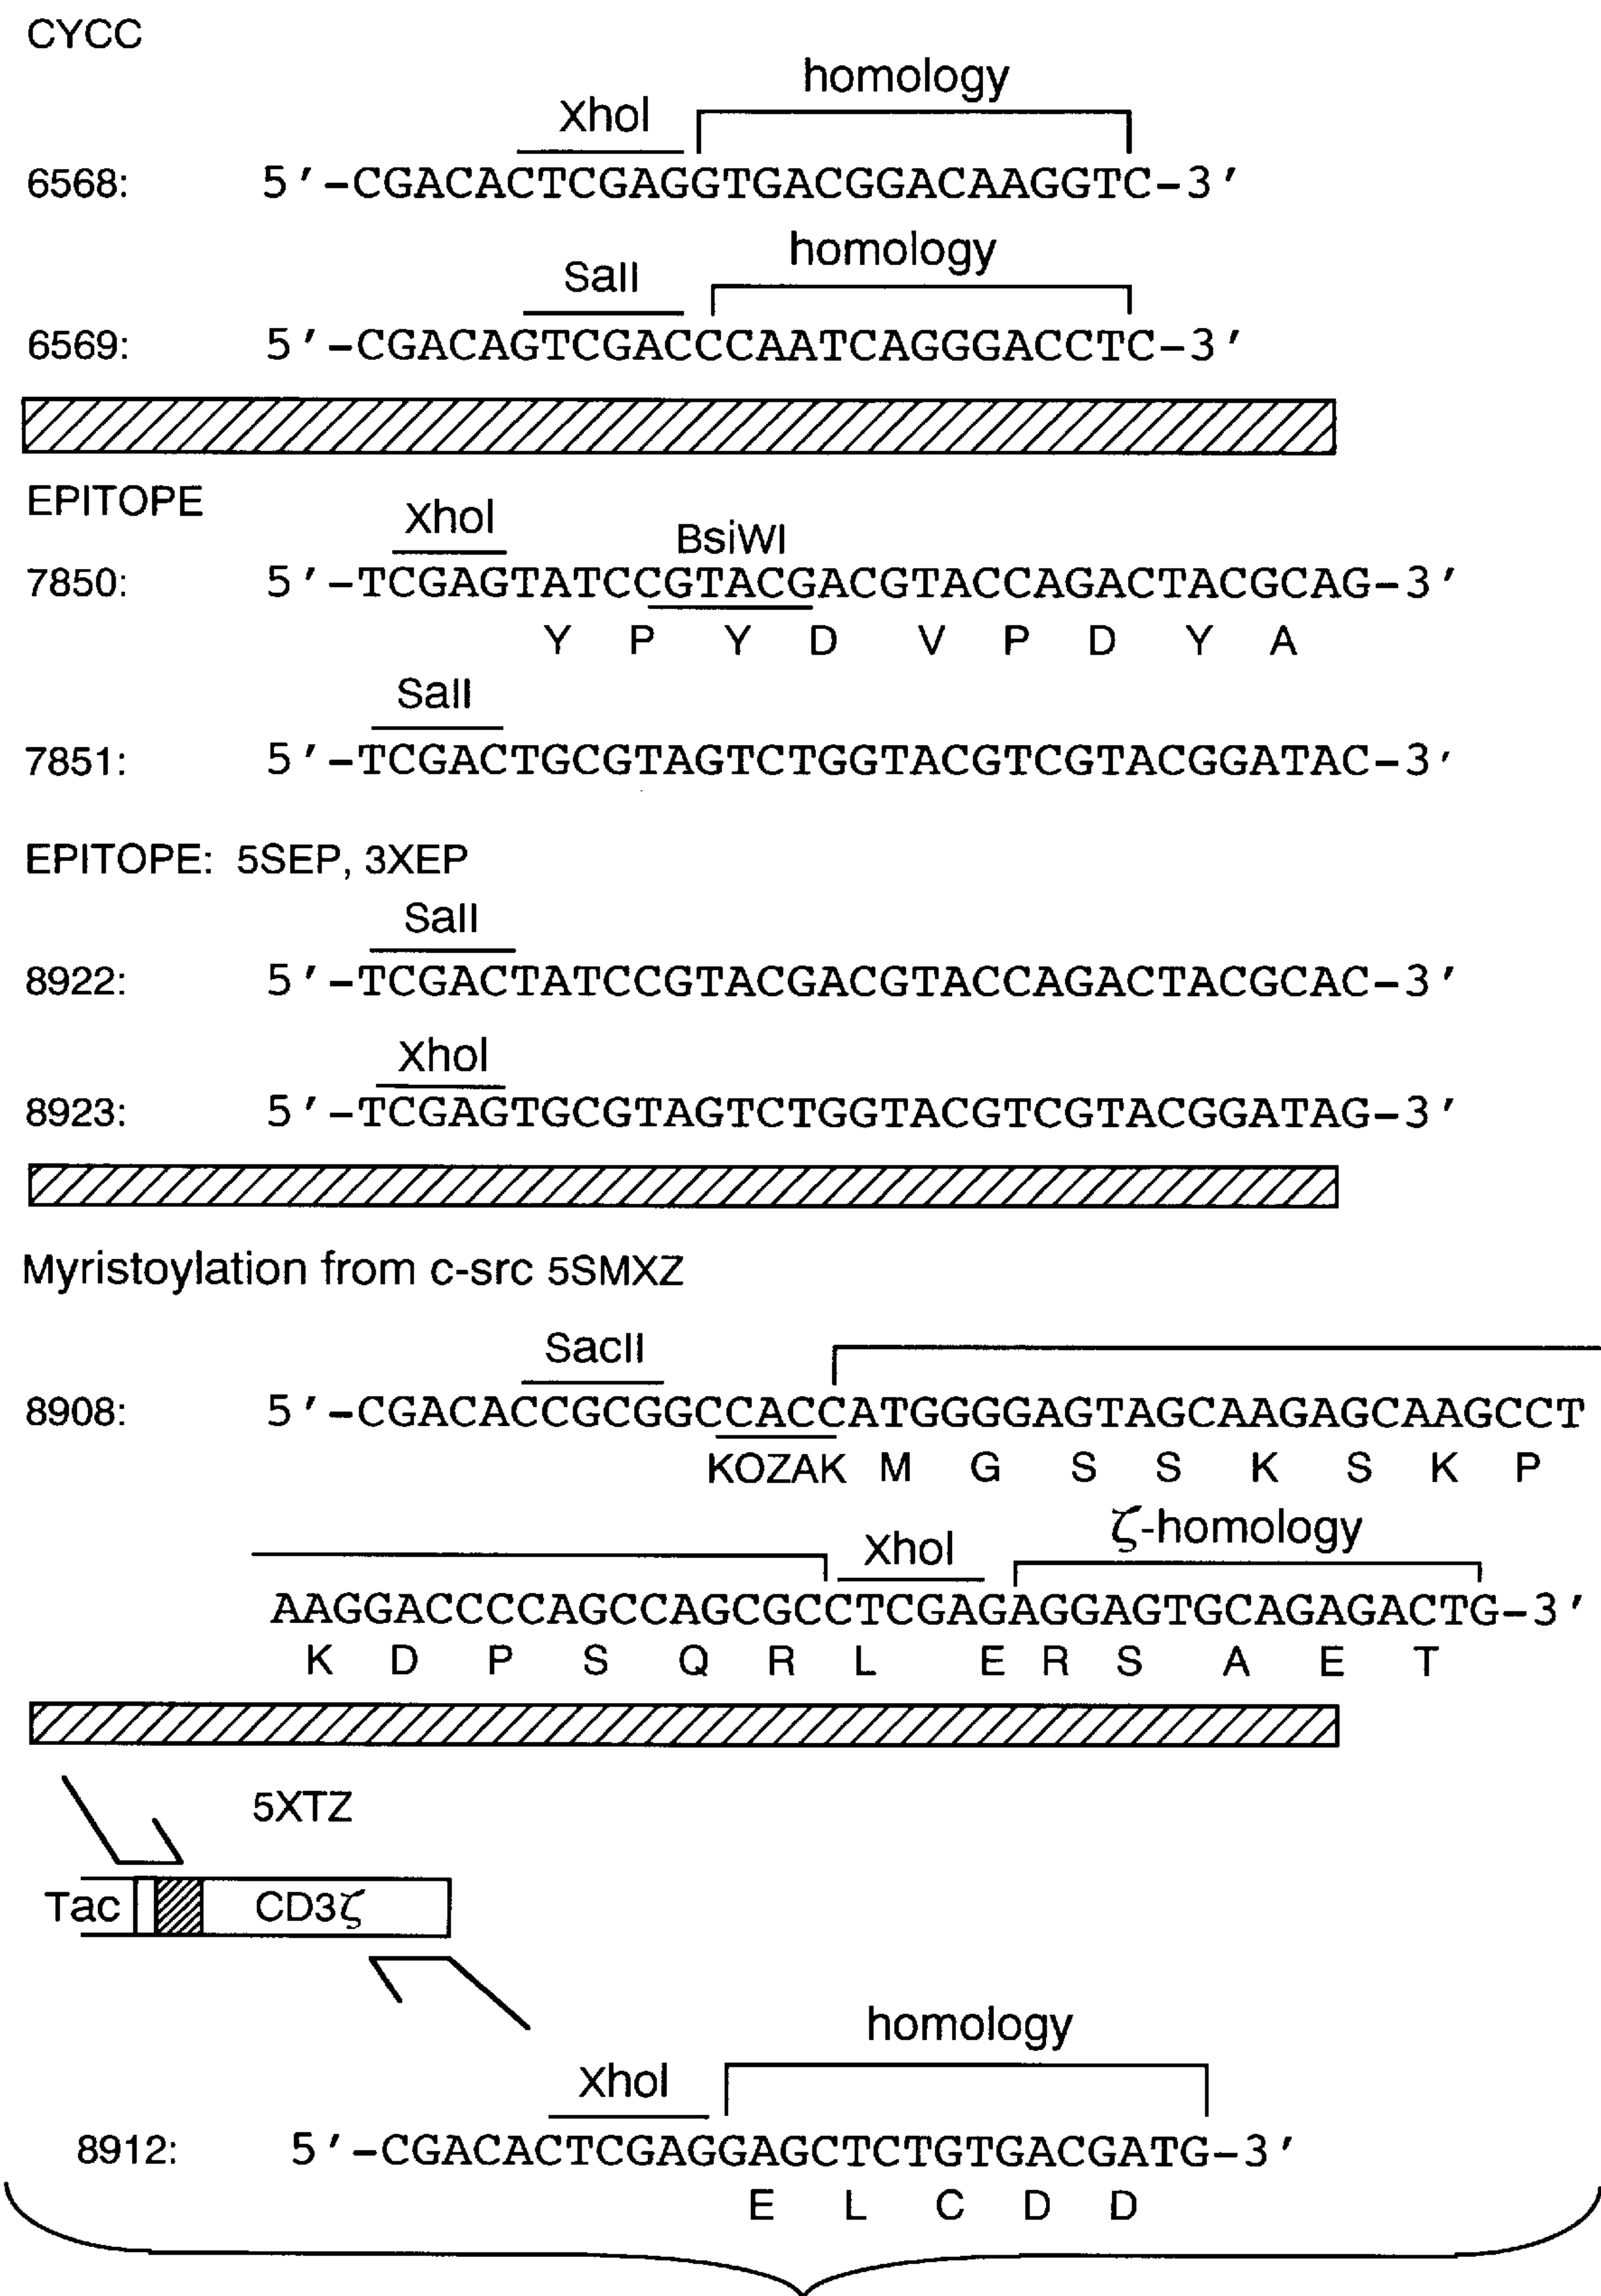 CYCC
homology
XhoI
6568: 5'-CGACACTCGAGGTGACGGACAAGGTC-3'
homology
SalI
6569: 5'-CGACAGTCGACCCAATCAGGGACCTC-3'
EPITOPE
XhoI
BsiWI
7850: 5'-TCGAGTATCCGTACGACGTACCAGACTACGCAG-3'
Y P Y D V P D Y A
SalI
7851: 5'-TCGACTGCGTAGTCTGGTACGTCGTACGGATAC-3'
EPITOPE: 5SEP, 3XEP
SalI
8922: 5'-TCGACTATCCGTACGACGTACCAGACTACGCAC-3'
XhoI
8923: 5'-TCGAGTGCGTAGTCTGGTACGTCGTACGGATAG-3'
Myristoylation from c-src 5SMXZ
SacII
8908: 5'-CGACACCGCGGCCACCATGGGGAGTAGCAAGAGCAAGCCT
KOZAK M G S S K S K P
ζ-homology
XhoI
AAGGACCCCAGCCAGCGCCTCGAGAGGAGTGCAGAGACTG-3'
K D P S Q R L E R S A E T
5XTZ
Tac CD3ζ
homology
XhoI
8912: 5'-CGACACTCGAGGAGCTCTGTGACGATG-3'
E L C D D